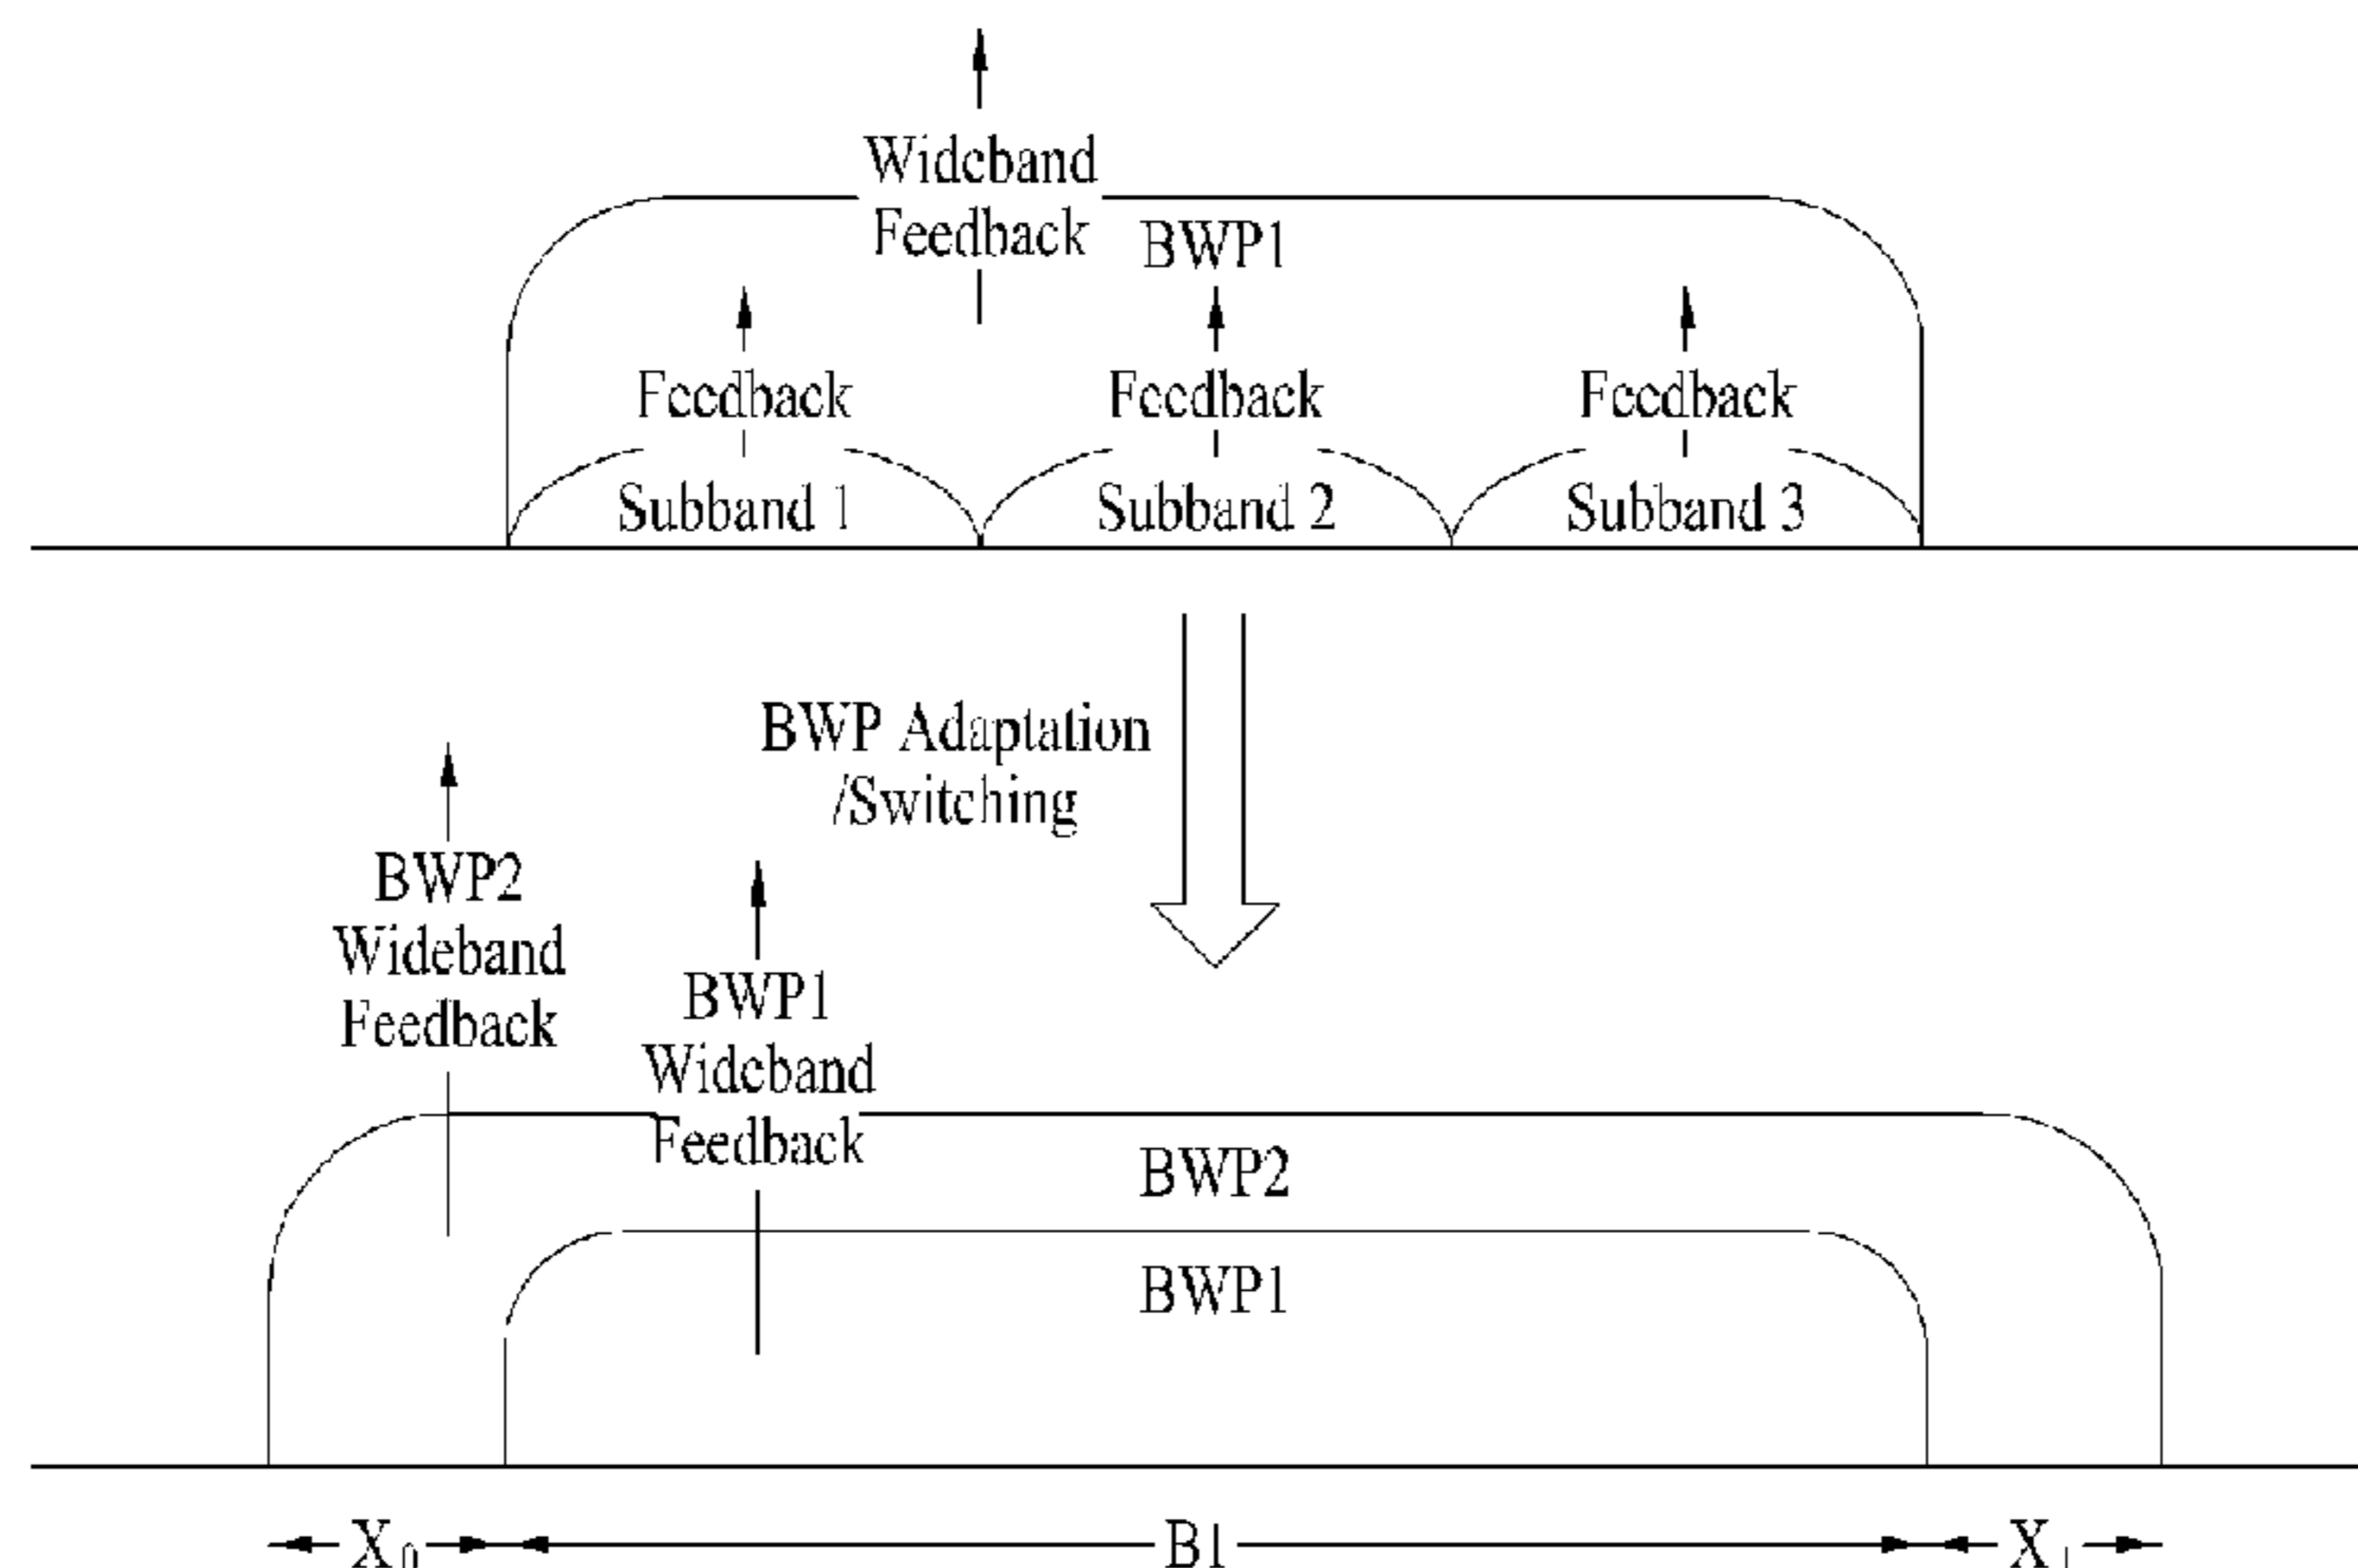 Wideband
Feedback
BWP1
Feedback
Feedback
Feedback
Subband 1
Subband 2
Subband 3
BWP Adaptation
/Switching
BWP2
Wideband
Feedback
BWP1
Wideband
Feedback
BWP2
BWP1
X0
B1
X1